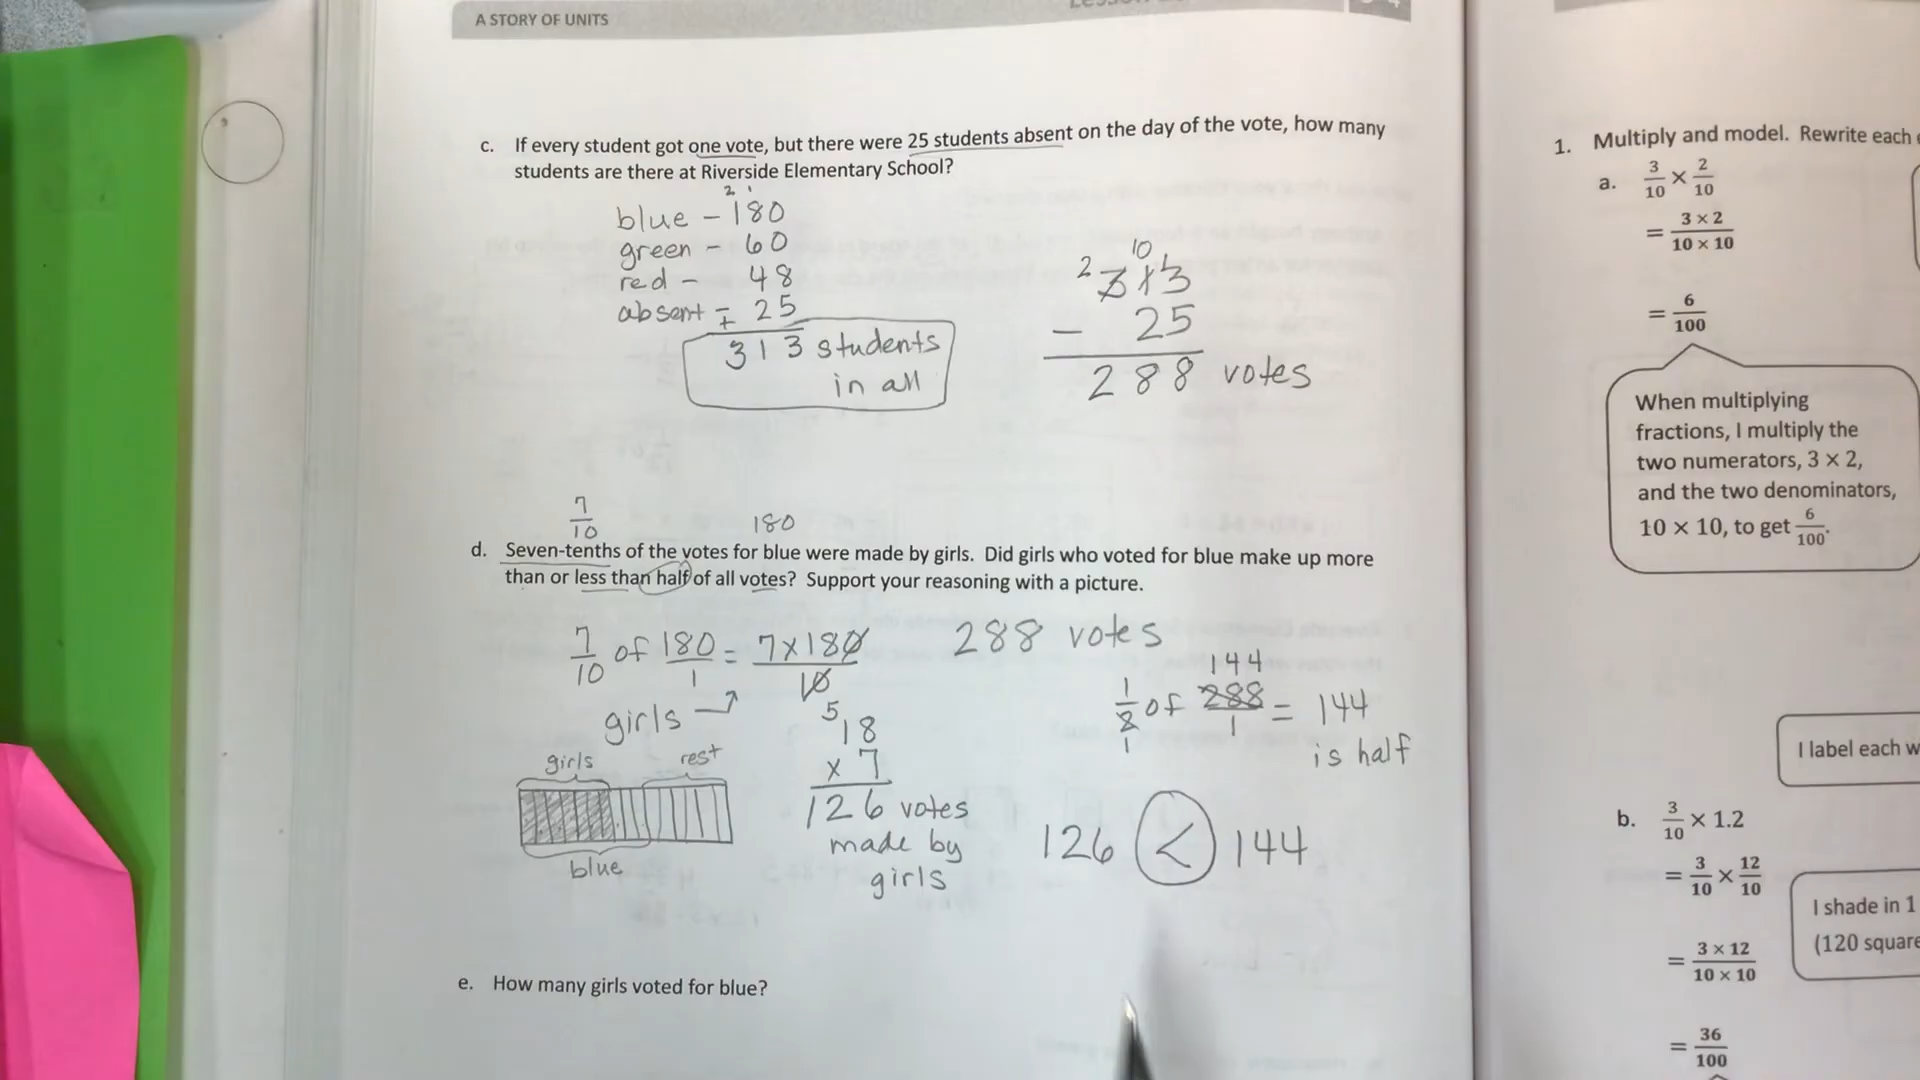 A STORY OF UNITS
c. If every student got one vote, but there were 25 students absent on the day of the vote, how many
students are there at Riverside Elementary School?
2 1
blue - 180
green - 60
red - 48
absent + 25
313 students
in all
10
2 313
- 25
288 votes
7/10
180
d. Seven-tenths of the votes for blue were made by girls. Did girls who voted for blue make up more
than or less than half of all votes? Support your reasoning with a picture.
7/10 of 180/1 = 7x180/10
girls
5
18
x 7
126 votes
made by
girls
girls rest
blue
288 votes
144
1/2 of 288/1 = 144
1
is half
126 < 144
e. How many girls voted for blue?
1. Multiply and model. Rewrite each
a. 3/10 × 2/10
= 3 × 2/10 × 10
= 6/100
When multiplying
fractions, I multiply the
two numerators, 3 × 2,
and the two denominators,
10 × 10, to get 6/100.
I label each w
b. 3/10 × 1.2
= 3/10 × 12/10
I shade in 1
(120 square
= 3 × 12/10 × 10
= 36/100